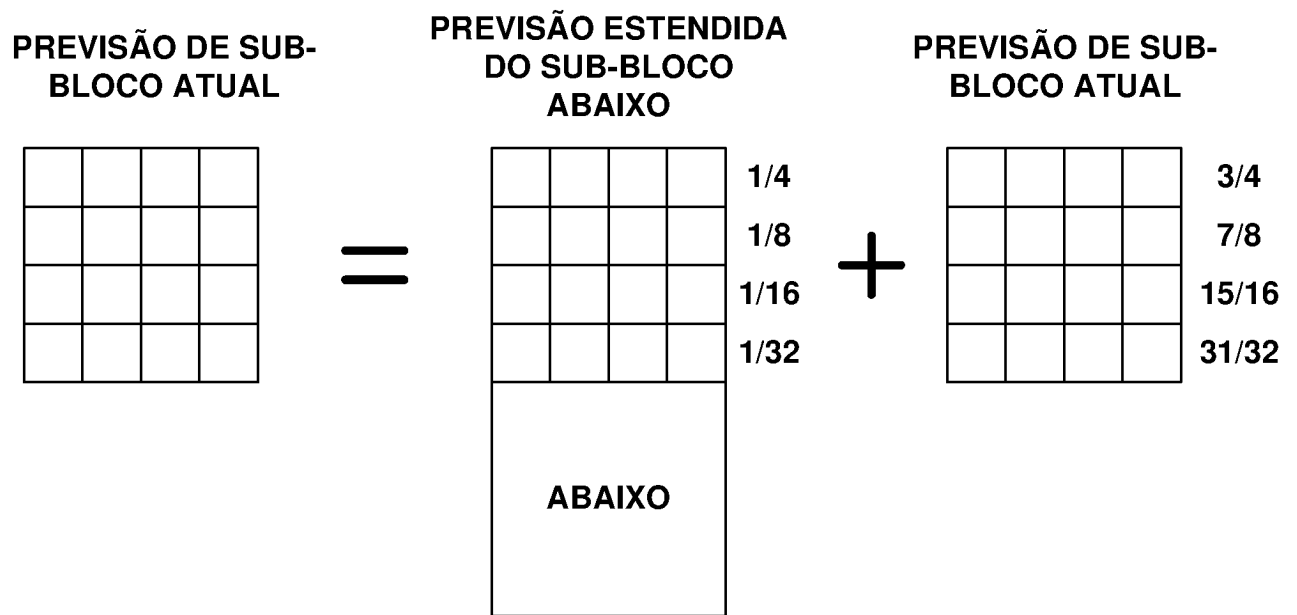 PREVISÃO DE SUB-
BLOCO ATUAL
PREVISÃO ESTENDIDA
DO SUB-BLOCO
ABAIXO
PREVISÃO DE SUB-
BLOCO ATUAL
=
1/4
1/8
1/16
1/32
+
3/4
7/8
15/16
31/32
ABAIXO